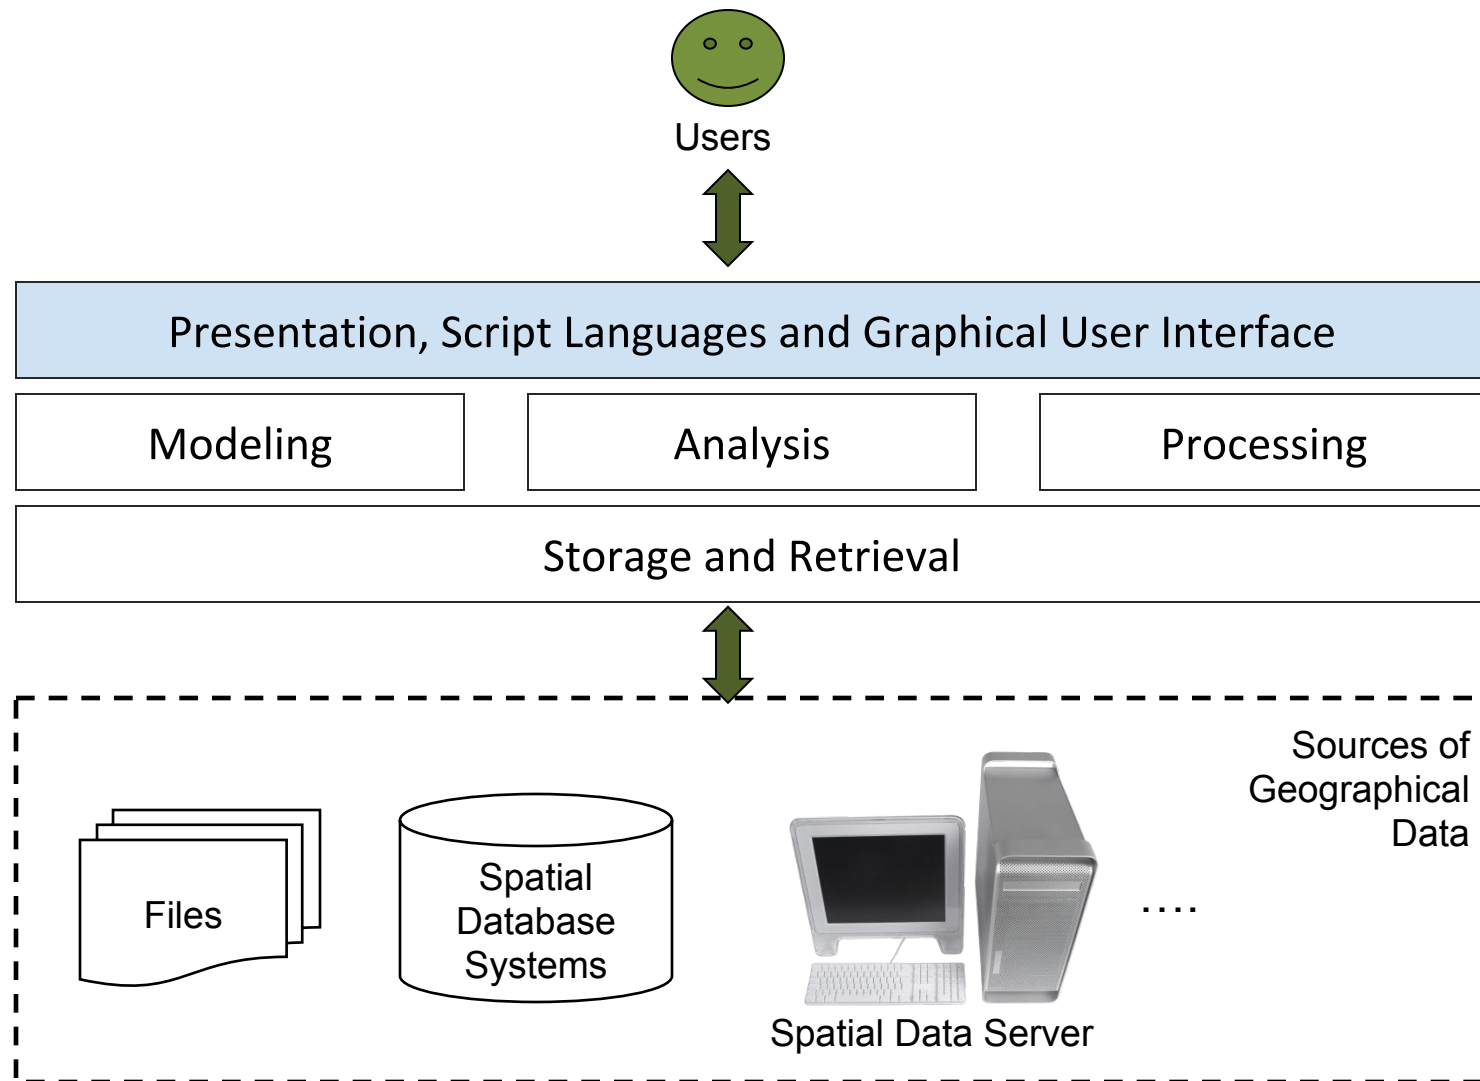 Users
Presentation, Script Languages and Graphical User Interface
Modeling
Analysis
Processing
Storage and Retrieval
Sources of
Geographical
Data
Files
Spatial
Database
Systems
....
Spatial Data Server